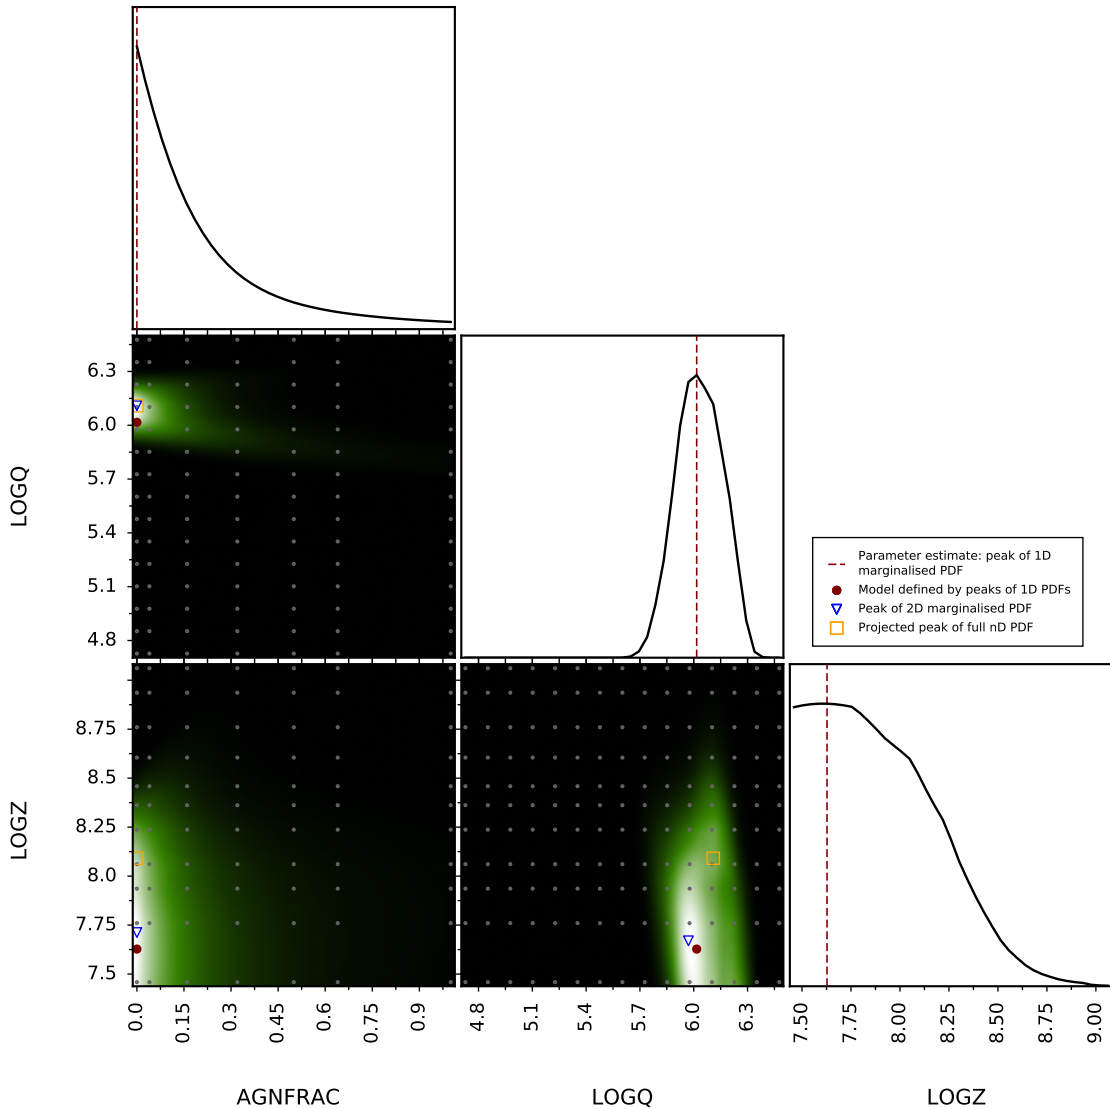 6.3
6.0
5.7
5.4
5.1
4.8
LOGQ
Parameter estimate: peak of 1D
marginalised PDF
Model defined by peaks of 1D PDFs
Peak of 2D marginalised PDF
Projected peak of full nD PDF
8.75
8.5
8.25
8.0
7.75
7.5
LOGZ
0.0 0.15 0.3 0.45 0.6 0.75 0.9
4.8 5.1 5.4 5.7 6.0 6.3
7.50 7.75 8.00 8.25 8.50 8.75 9.00
AGNFRAC LOGQ LOGZ